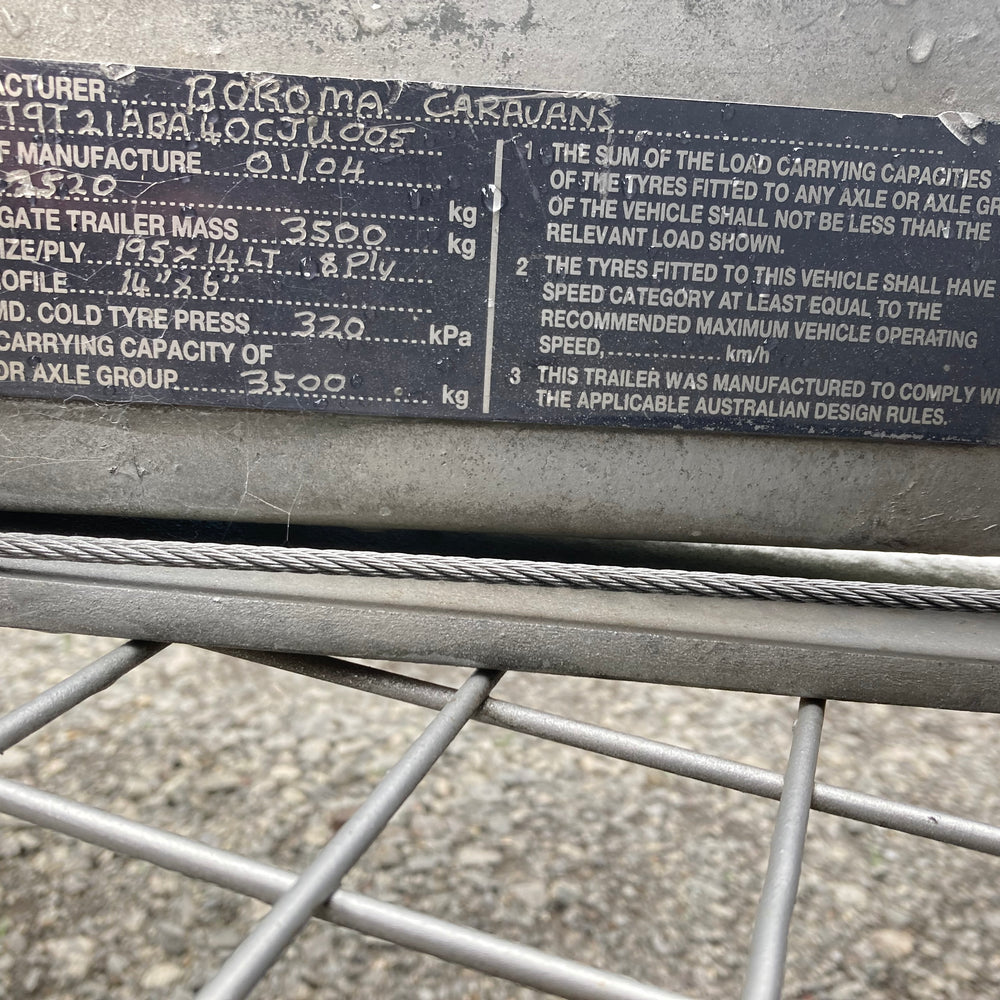 ACTURER BOROMA CARAVANS
T9T21ABA40CJU005
F MANUFACTURE 01/04
2520 kg
GATE TRAILER MASS 3500 kg
IZE/PLY 195 x 14 LT 8 Ply
OFILE 14" x 6"
MD. COLD TYRE PRESS 320 kPa
CARRYING CAPACITY OF
OR AXLE GROUP 3500 kg
1 THE SUM OF THE LOAD CARRYING CAPACITIES
OF THE TYRES FITTED TO ANY AXLE OR AXLE GR
OF THE VEHICLE SHALL NOT BE LESS THAN THE
RELEVANT LOAD SHOWN.
2 THE TYRES FITTED TO THIS VEHICLE SHALL HAVE
SPEED CATEGORY AT LEAST EQUAL TO THE
RECOMMENDED MAXIMUM VEHICLE OPERATING
SPEED, ................ km/h
3 THIS TRAILER WAS MANUFACTURED TO COMPLY WI
THE APPLICABLE AUSTRALIAN DESIGN RULES.